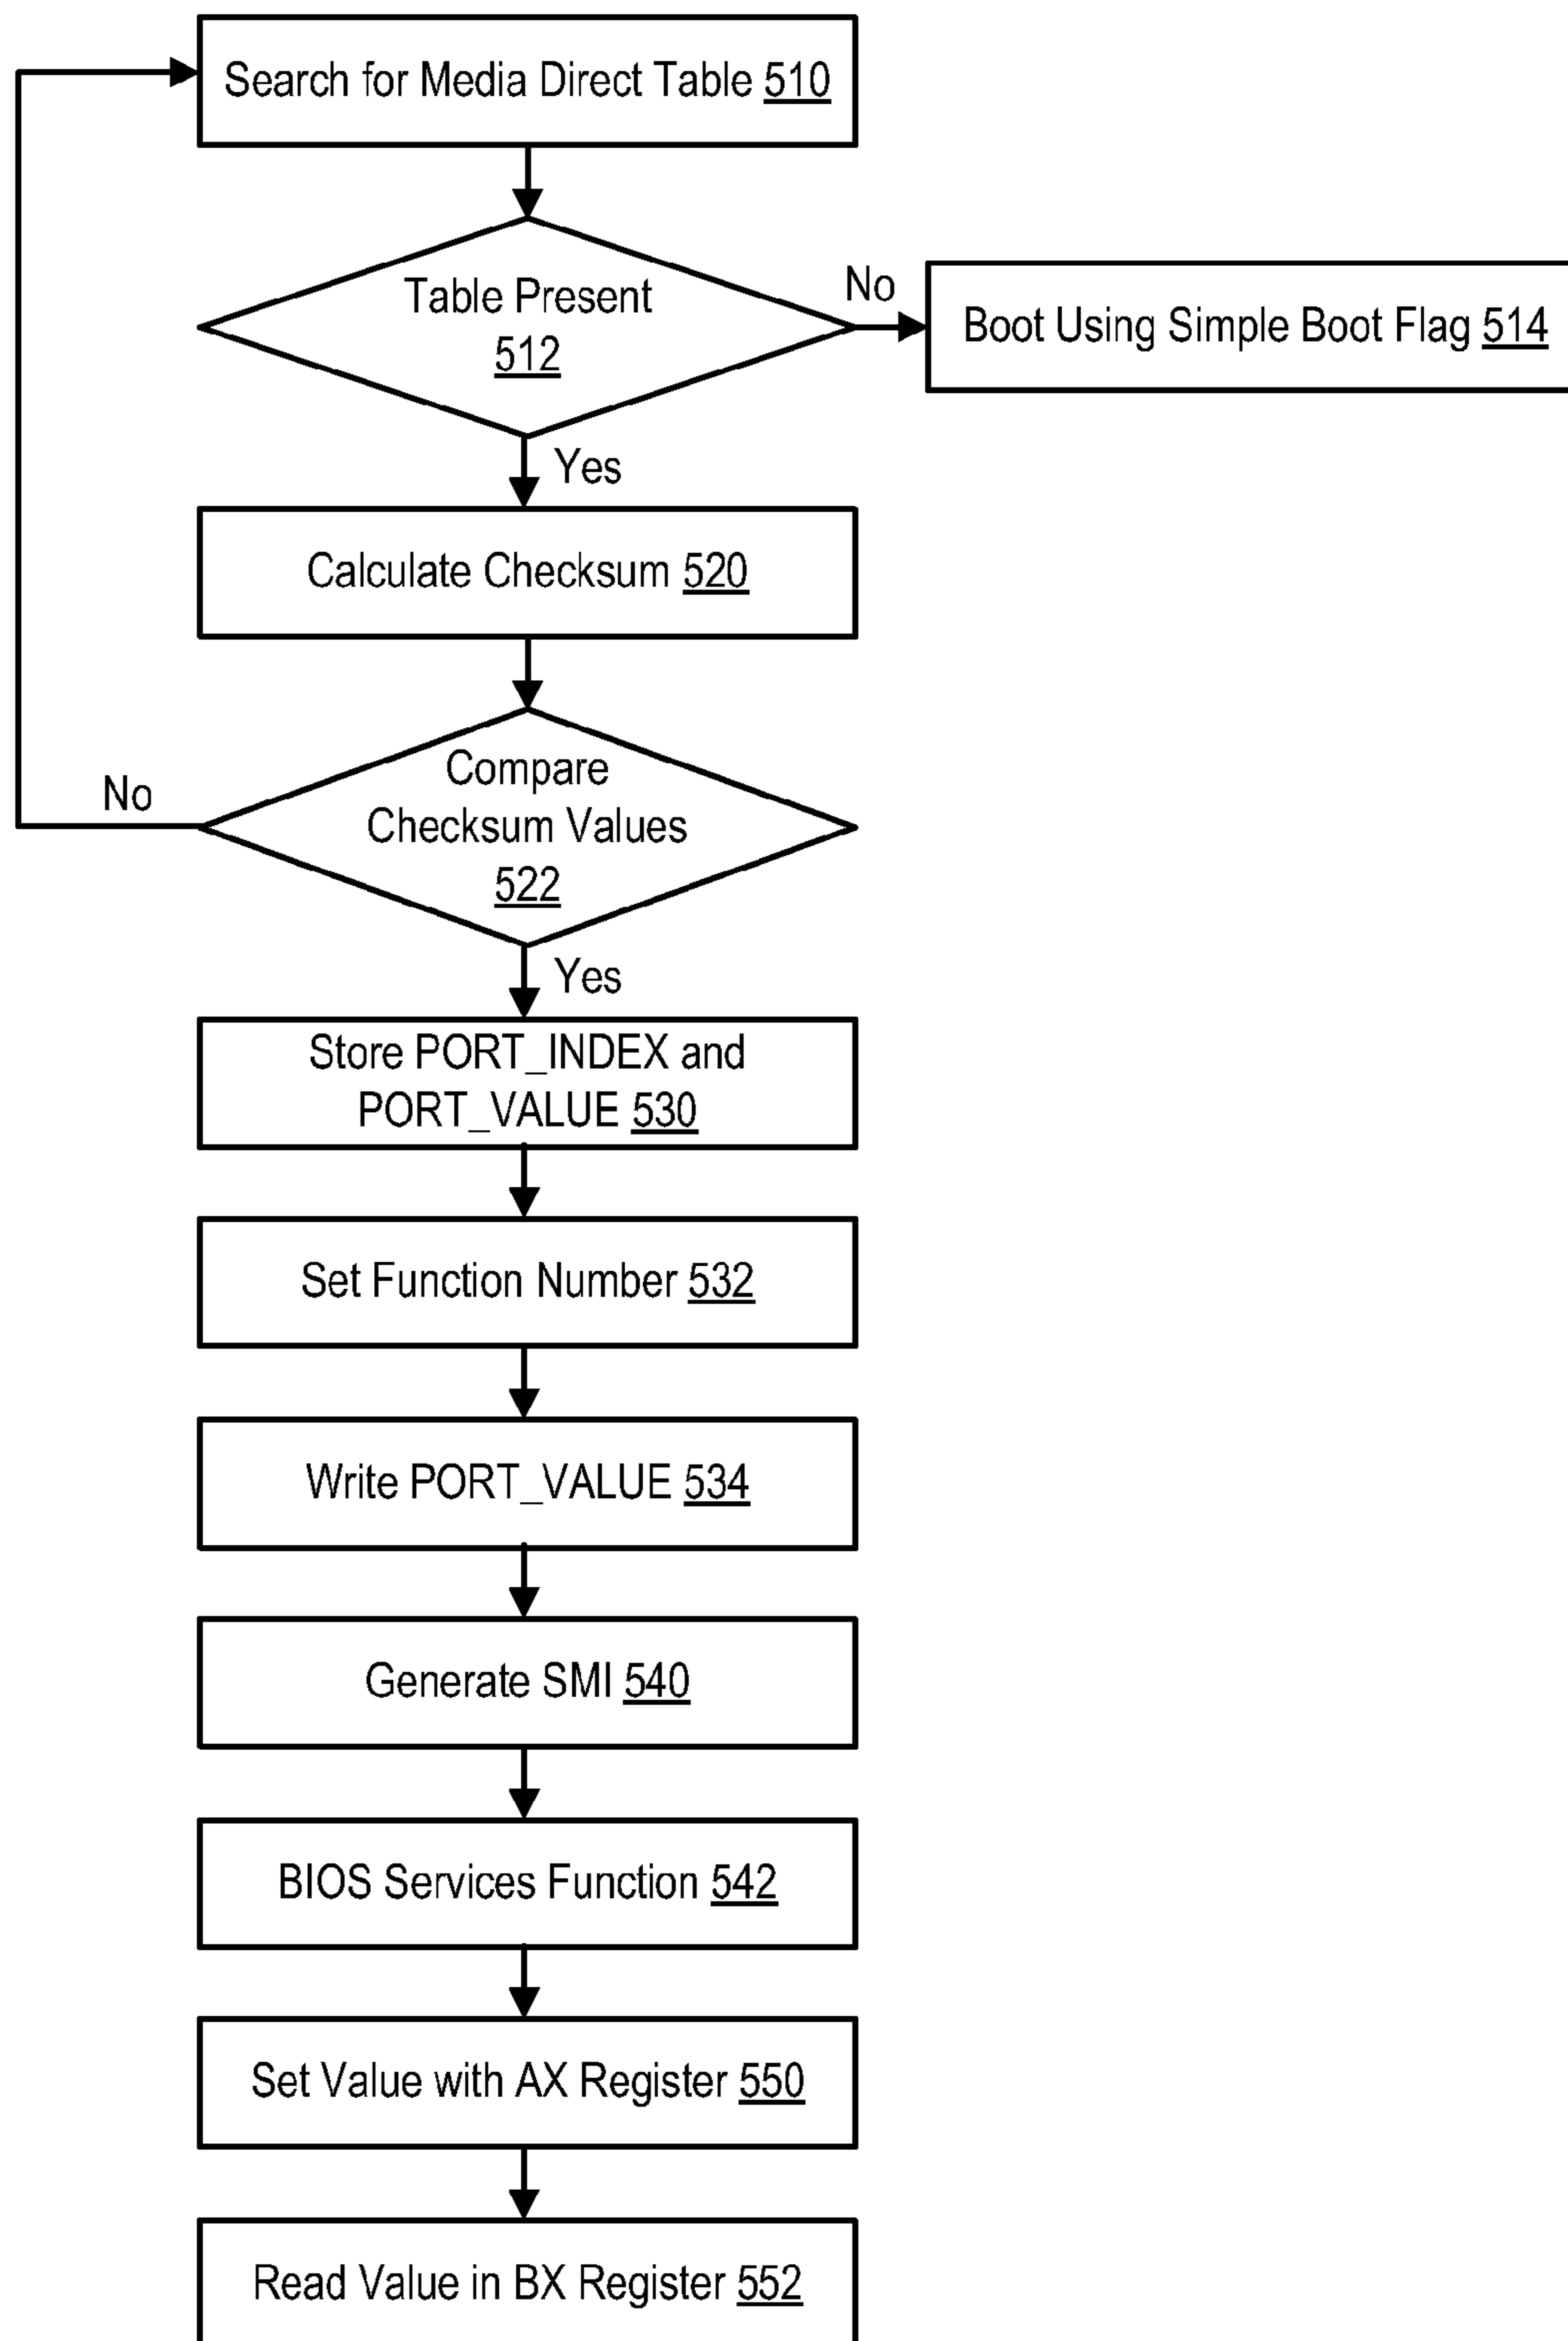 Search for Media Direct Table 510
Table Present
512
No
Boot Using Simple Boot Flag 514
Yes
Calculate Checksum 520
Compare
Checksum Values
522
No
Yes
Store PORT_INDEX and
PORT_VALUE 530
Set Function Number 532
Write PORT_VALUE 534
Generate SMI 540
BIOS Services Function 542
Set Value with AX Register 550
Read Value in BX Register 552